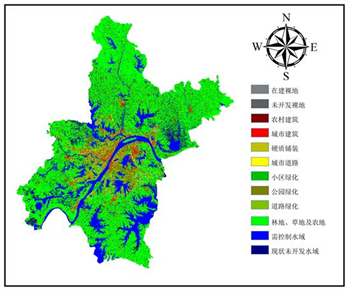 N
W
E
S
在建裸地
未开发裸地
农村建筑
城市建筑
硬质铺装
城市道路
小区绿化
公园绿化
道路绿化
林地、草地及农地
需控制水域
现状未开发水域